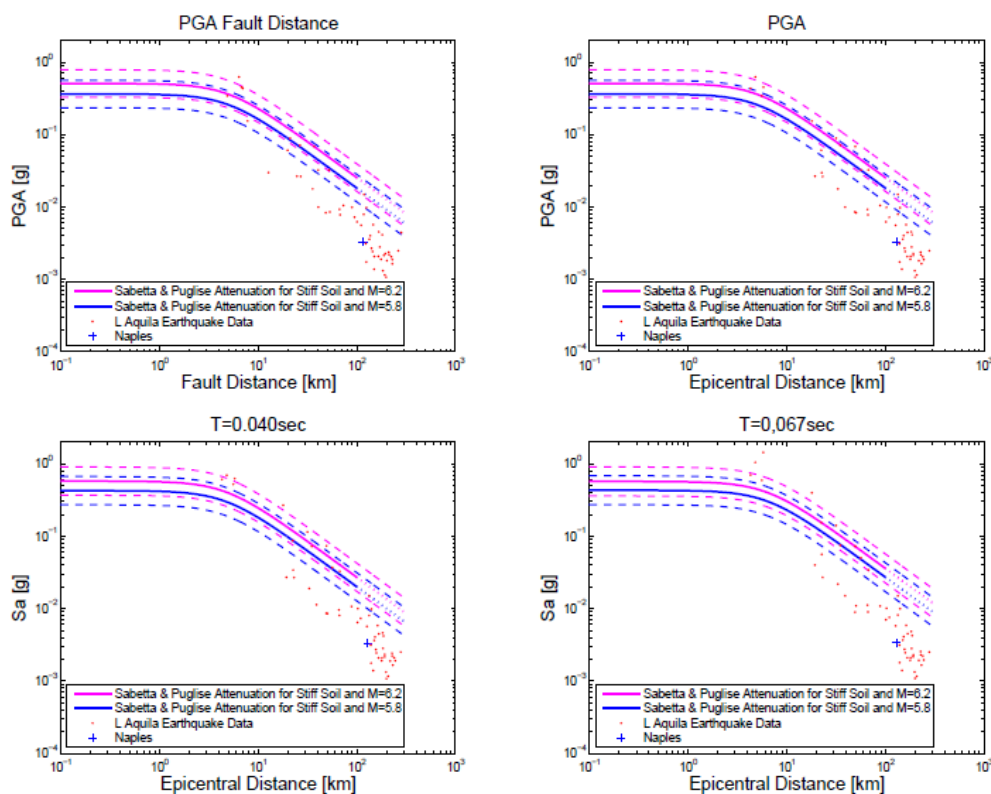 PGA Fault Distance
10^0
10^-1
10^-2
10^-3
10^-4
PGA [g]
Sabetta & Puglise Attenuation for Stiff Soil and M=6.2
Sabetta & Puglise Attenuation for Stiff Soil and M=5.8
L Aquila Earthquake Data
Naples
10^-1 10^0 10^1 10^2 10^3
Fault Distance [km]
PGA
10^0
10^-1
10^-2
10^-3
10^-4
PGA [g]
Sabetta & Puglise Attenuation for Stiff Soil and M=6.2
Sabetta & Puglise Attenuation for Stiff Soil and M=5.8
L Aquila Earthquake Data
Naples
10^-1 10^0 10^1 10^2 10^3
Epicentral Distance [km]
T=0.040sec
10^0
10^-1
10^-2
10^-3
10^-4
Sa [g]
Sabetta & Puglise Attenuation for Stiff Soil and M=6.2
Sabetta & Puglise Attenuation for Stiff Soil and M=5.8
L Aquila Earthquake Data
Naples
10^-1 10^0 10^1 10^2 10^3
Epicentral Distance [km]
T=0,067sec
10^0
10^-1
10^-2
10^-3
10^-4
Sa [g]
Sabetta & Puglise Attenuation for Stiff Soil and M=6.2
Sabetta & Puglise Attenuation for Stiff Soil and M=5.8
L Aquila Earthquake Data
Naples
10^-1 10^0 10^1 10^2 10^3
Epicentral Distance [km]